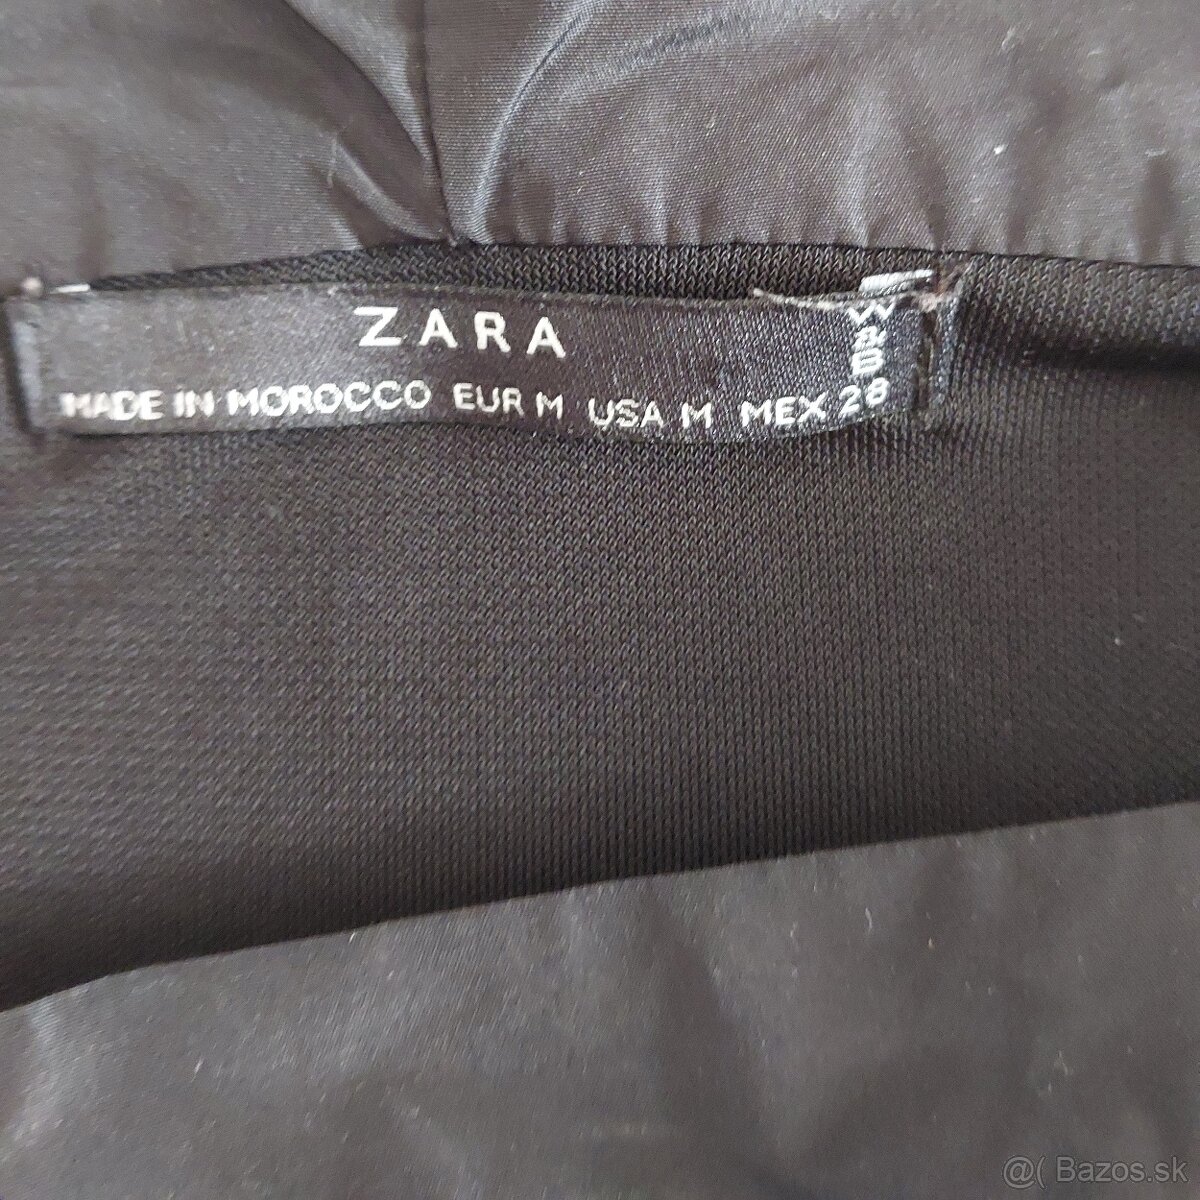 ZARA
W&B
MADE IN MOROCCO EUR M USA M MEX 28
@( Bazos.sk